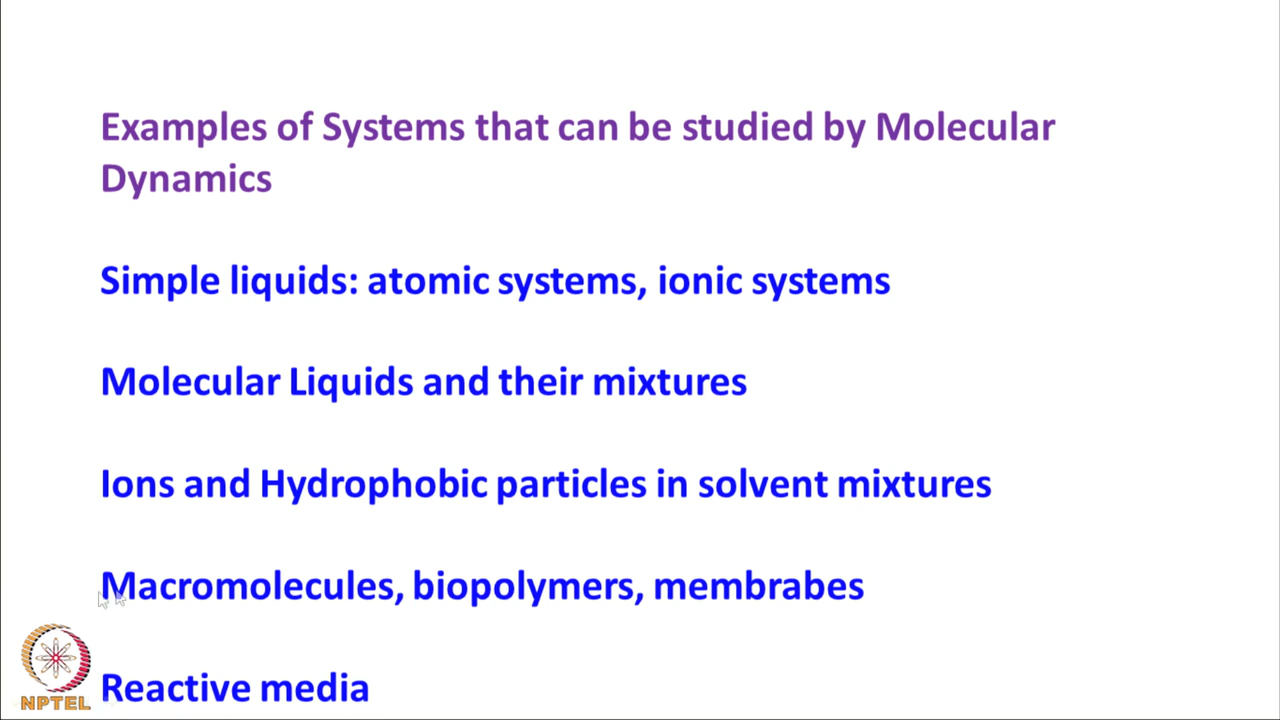 Examples of Systems that can be studied by Molecular
Dynamics
Simple liquids: atomic systems, ionic systems
Molecular Liquids and their mixtures
Ions and Hydrophobic particles in solvent mixtures
Macromolecules, biopolymers, membrabes
Reactive media
NPTEL